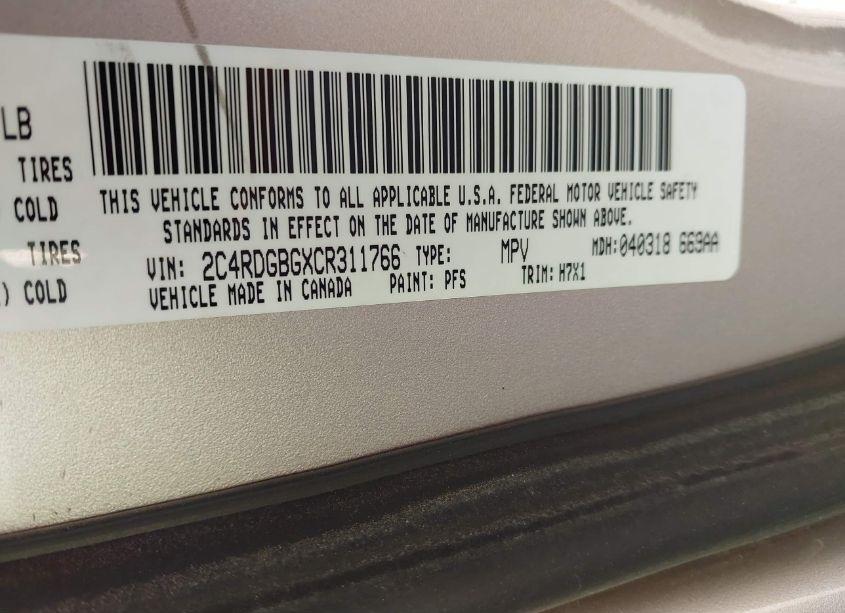 LB
TIRES
COLD
TIRES
) COLD
THIS VEHICLE CONFORMS TO ALL APPLICABLE U.S.A. FEDERAL MOTOR VEHICLE SAFETY
STANDARDS IN EFFECT ON THE DATE OF MANUFACTURE SHOWN ABOVE.
VIN: 2C4RDGBGXCR311766 TYPE: MPV MDH:040318 669AA
VEHICLE MADE IN CANADA PAINT: PFS TRIM: H7X1